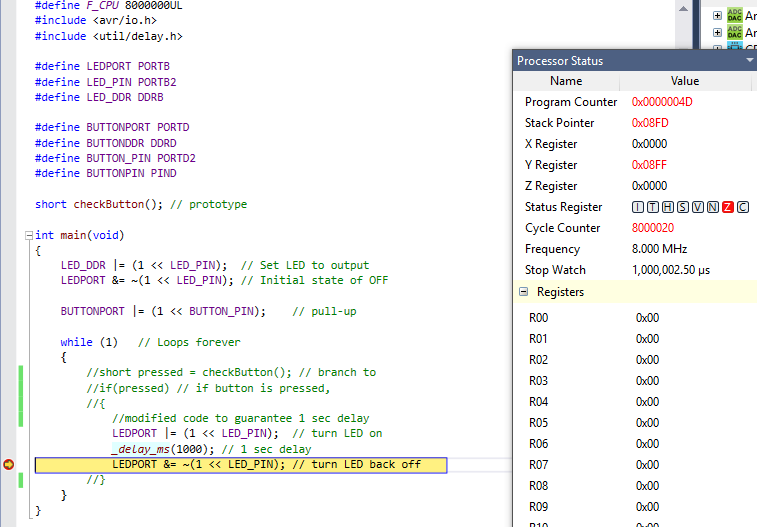 #define F_CPU 8000000UL
#include <avr/io.h>
#include <util/delay.h>
#define LEDPORT PORTB
#define LED_PIN PORTB2
#define LED_DDR DDRB
#define BUTTONPORT PORTD
#define BUTTONDDR DDRD
#define BUTTON_PIN PORTD2
#define BUTTONPIN PIND
short checkButton(); // prototype
int main(void)
{
LED_DDR |= (1 << LED_PIN);  // Set LED to output
LEDPORT &= ~(1 << LED_PIN); // Initial state of OFF
BUTTONPORT |= (1 << BUTTON_PIN);    // pull-up
while (1)   // Loops forever
{
//short pressed = checkButton(); // branch to
//if(pressed) // if button is pressed,
//{
//modified code to guarantee 1 sec delay
LEDPORT |= (1 << LED_PIN);  // turn LED on
_delay_ms(1000); // 1 sec delay
LEDPORT &= ~(1 << LED_PIN); // turn LED back off
//}
}
}
ADC
DAC
ADC
DAC
Processor Status
Name Value
Program Counter 0x0000004D
Stack Pointer 0x08FD
X Register 0x0000
Y Register 0x08FF
Z Register 0x0000
Status Register I T H S V N Z C
Cycle Counter 8000020
Frequency 8.000 MHz
Stop Watch 1,000,002.50 µs
Registers
R00 0x00
R01 0x00
R02 0x00
R03 0x00
R04 0x00
R05 0x00
R06 0x00
R07 0x00
R08 0x00
R09 0x00